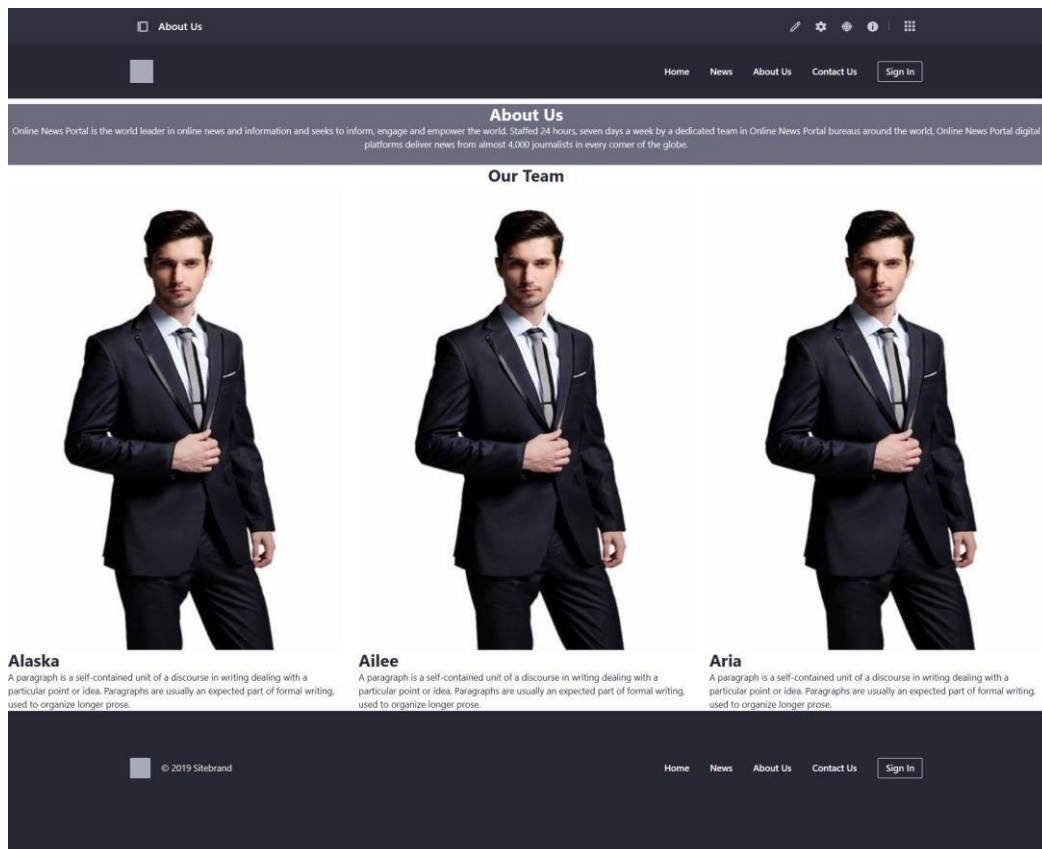 About Us
Home News About Us Contact Us Sign In
About Us
Online News Portal is the world leader in online news and information and seeks to inform, engage and empower the world. Staffed 24 hours, seven days a week by a dedicated team in Online News Portal bureaus around the world, Online News Portal digital
platforms deliver news from almost 4,000 journalists in every corner of the globe.
Our Team
Alaska
A paragraph is a self-contained unit of a discourse in writing dealing with a
particular point or idea. Paragraphs are usually an expected part of formal writing,
used to organize longer prose.
Ailee
A paragraph is a self-contained unit of a discourse in writing dealing with a
particular point or idea. Paragraphs are usually an expected part of formal writing,
used to organize longer prose.
Aria
A paragraph is a self-contained unit of a discourse in writing dealing with a
particular point or idea. Paragraphs are usually an expected part of formal writing,
used to organize longer prose.
© 2019 Sitebrand
Home News About Us Contact Us Sign In